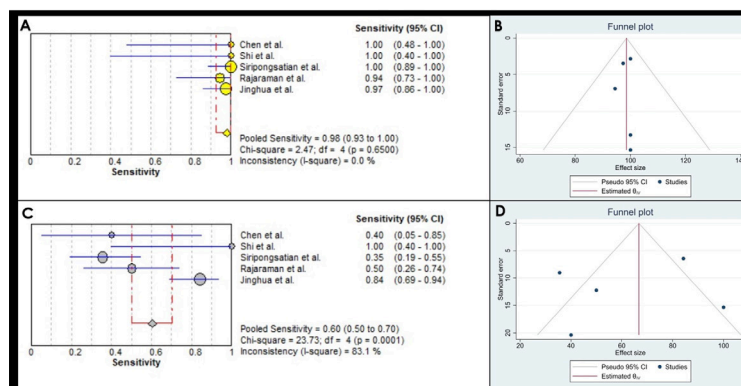 A
Sensitivity (95% CI)
Chen et al. 1.00 (0.48 - 1.00)
Shi et al. 1.00 (0.40 - 1.00)
Siripongsatian et al. 1.00 (0.89 - 1.00)
Rajaraman et al. 0.94 (0.73 - 1.00)
Jinghua et al. 0.97 (0.86 - 1.00)
Pooled Sensitivity = 0.98 (0.93 to 1.00)
Chi-square = 2.47; df = 4 (p = 0.6500)
Inconsistency (I-square) = 0.0 %
0 0.2 0.4 0.6 0.8 1
Sensitivity
B
Funnel plot
Standard error
0
5
10
15
60 80 100 120 140
Effect size
Pseudo 95% CI Studies
Estimated θIV
C
Sensitivity (95% CI)
Chen et al. 0.40 (0.05 - 0.85)
Shi et al. 1.00 (0.40 - 1.00)
Siripongsatian et al. 0.35 (0.19 - 0.55)
Rajaraman et al. 0.50 (0.26 - 0.74)
Jinghua et al. 0.84 (0.69 - 0.94)
Pooled Sensitivity = 0.60 (0.50 to 0.70)
Chi-square = 23.73; df = 4 (p = 0.0001)
Inconsistency (I-square) = 83.1 %
0 0.2 0.4 0.6 0.8 1
Sensitivity
D
Funnel plot
Standard error
0
5
10
15
20
20 40 60 80 100
Effect size
Pseudo 95% CI Studies
Estimated θIV